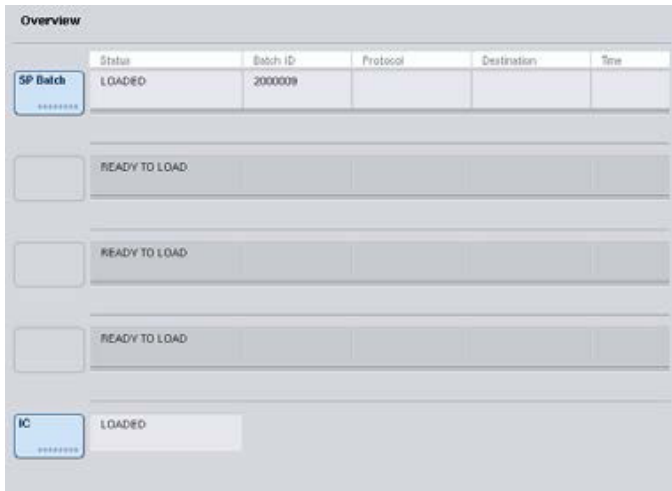 Overview
Status Batch ID Protocol Destination Time
SP Batch LOADED 2000009
READY TO LOAD
READY TO LOAD
READY TO LOAD
IC LOADED